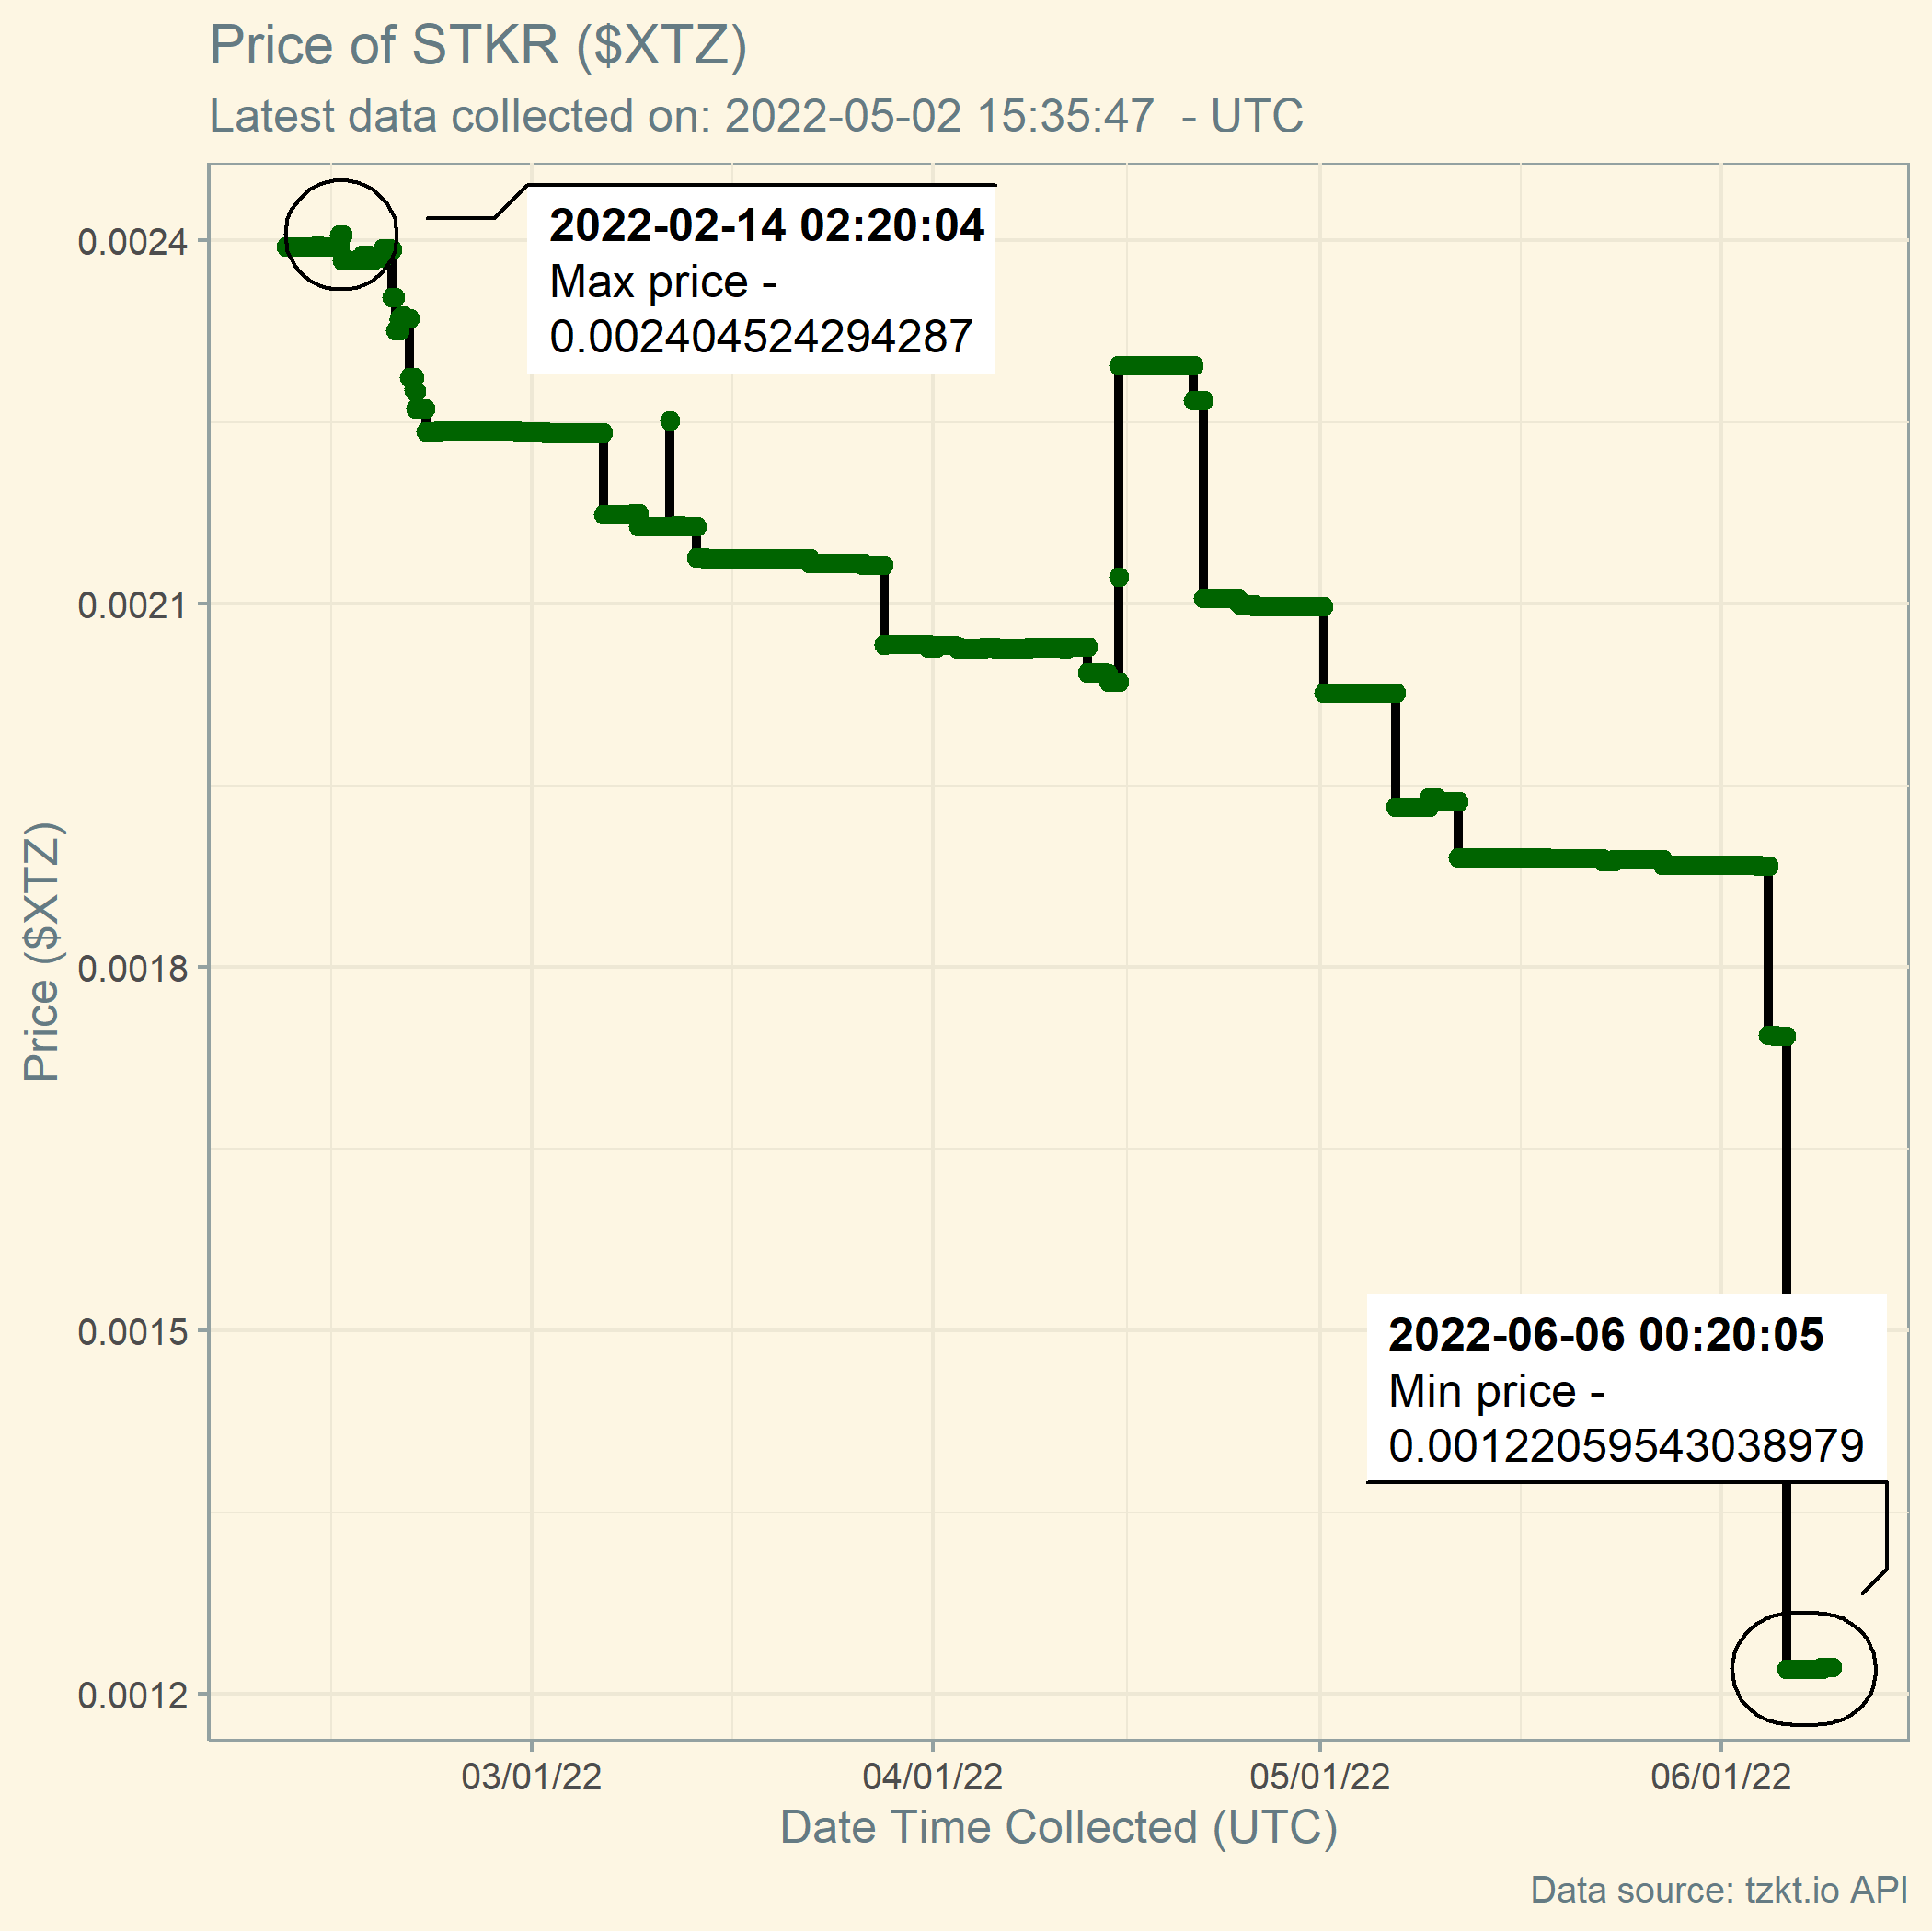 Price of STKR ($XTZ)
Latest data collected on: 2022-05-02 15:35:47  - UTC
2022-02-14 02:20:04
Max price -
0.002404524294287
0.0024
0.0021
0.0018
0.0015
0.0012
Price ($XTZ)
2022-06-06 00:20:05
Min price -
0.00122059543038979
03/01/22
04/01/22
05/01/22
06/01/22
Date Time Collected (UTC)
Data source: tzkt.io API